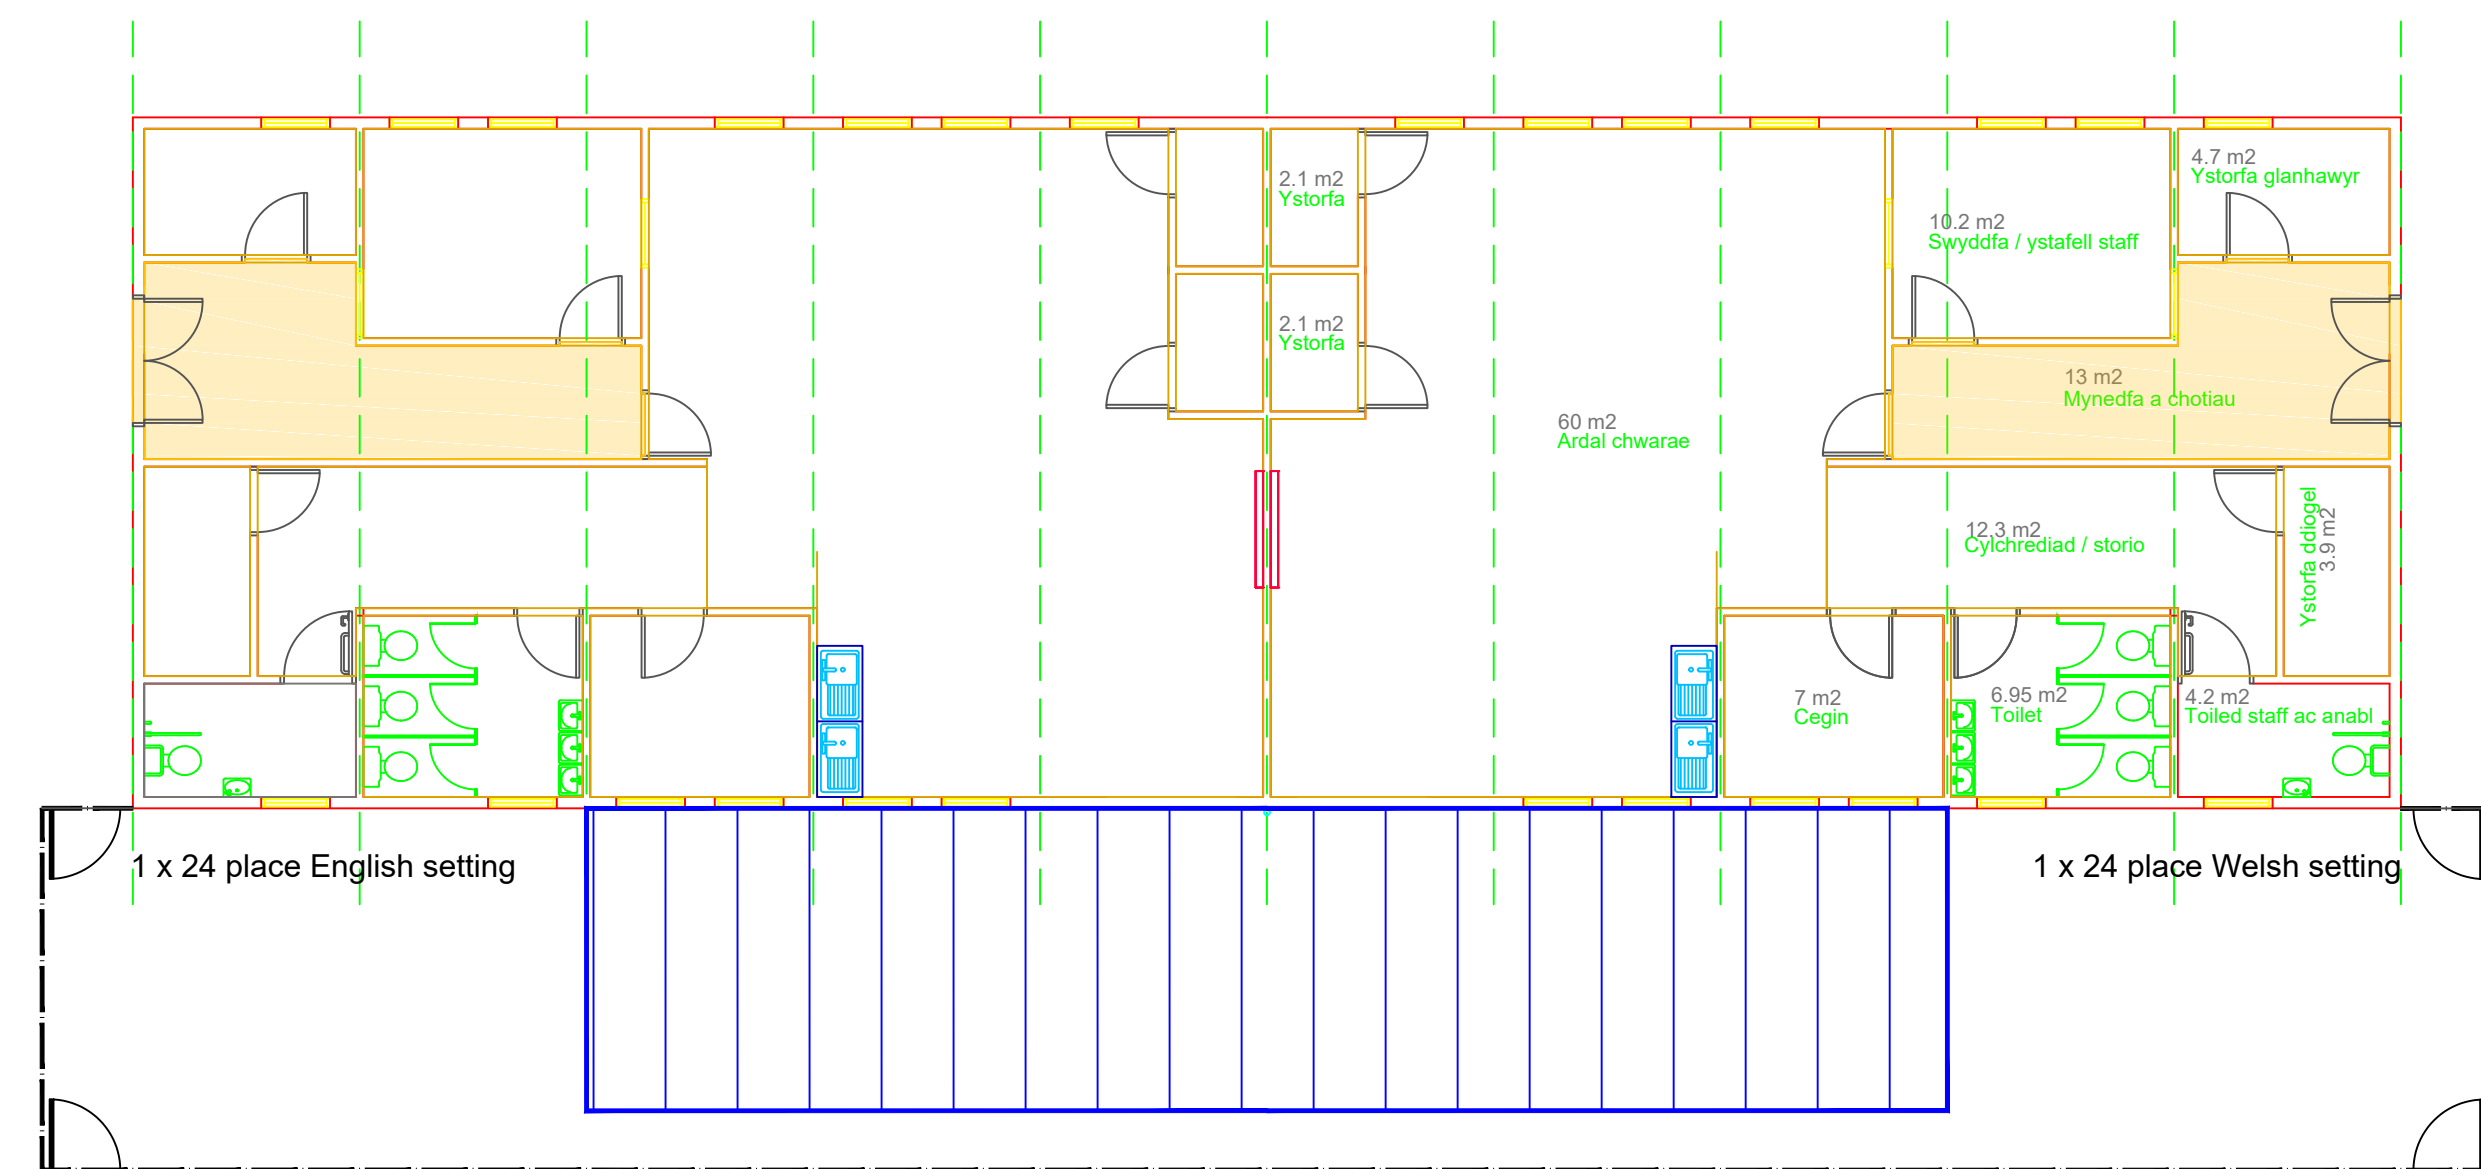 4.7 m2
Ystorfa glanhawyr
2.1 m2
Ystorfa
10.2 m2
Swyddfa / ystafell staff
2.1 m2
Ystorfa
13 m2
Mynedfa a chotiau
60 m2
Ardal chwarae
12.3 m2
Cylchrediad / storio
Ystorfa ddiogel
3.9 m2
7 m2
Cegin
6.95 m2
Toilet
4.2 m2
Toiled staff ac anabl
1 x 24 place English setting
1 x 24 place Welsh setting